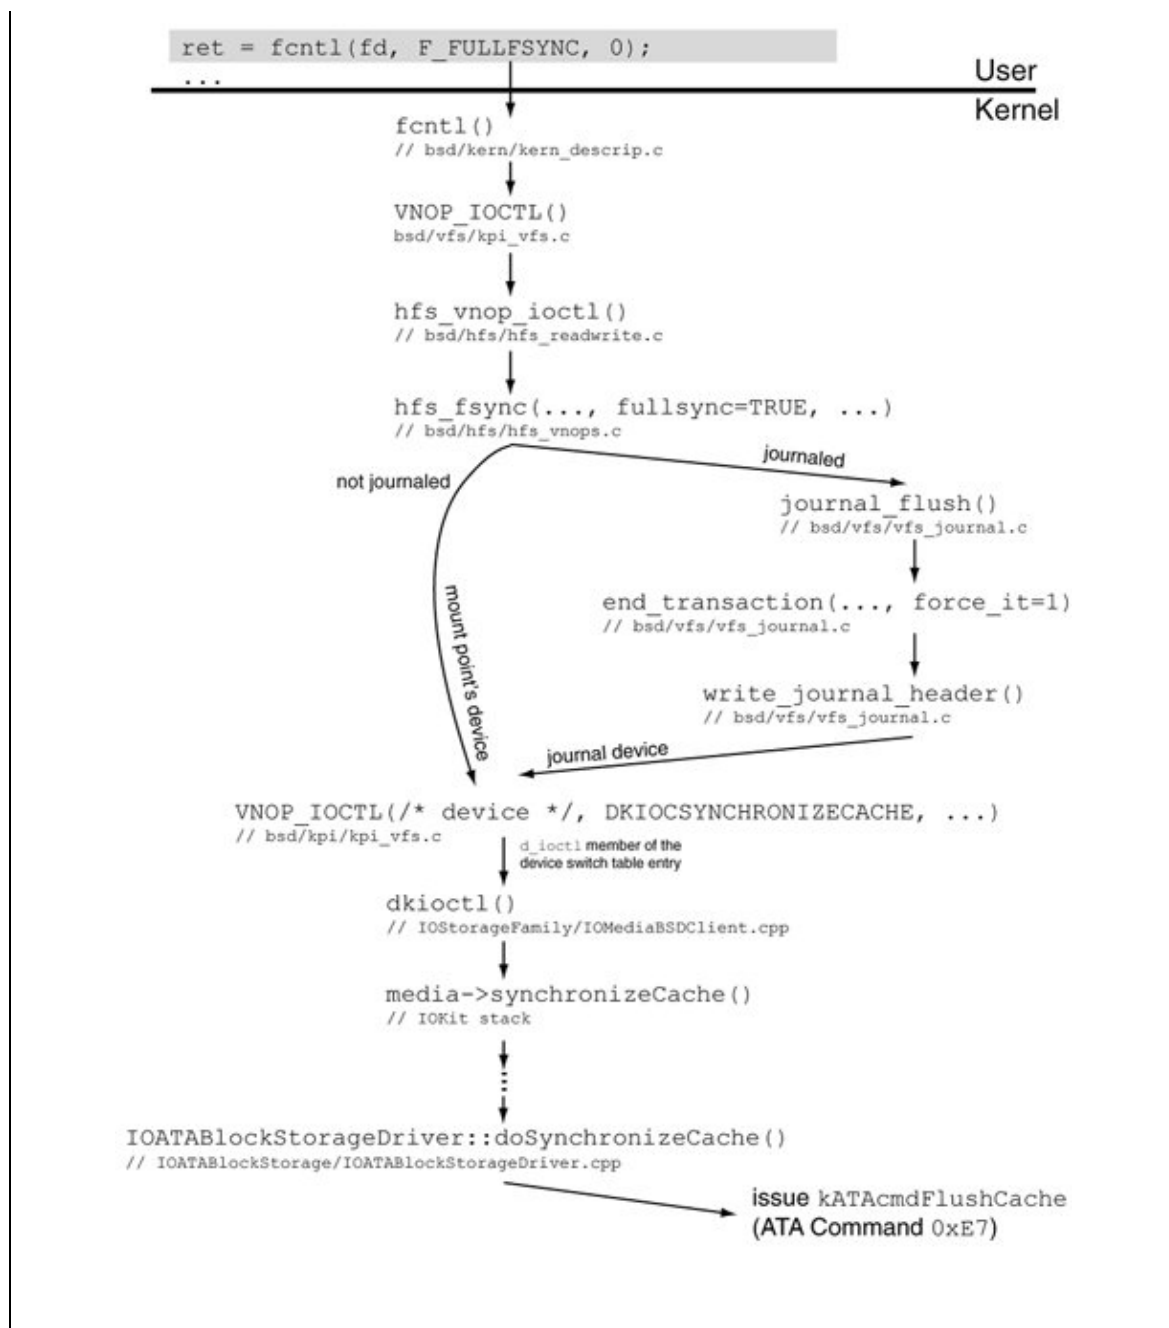 ret = fcntl(fd, F_FULLFSYNC, 0);
...
User
Kernel
fcntl()
// bsd/kern/kern_descrip.c
VNOP_IOCTL()
bsd/vfs/kpi_vfs.c
hfs_vnop_ioctl()
// bsd/hfs/hfs_readwrite.c
hfs_fsync(..., fullsync=TRUE, ...)
// bsd/hfs/hfs_vnops.c
journaled
not journaled
journal_flush()
// bsd/vfs/vfs_journal.c
mount point's device
end_transaction(..., force_it=1)
// bsd/vfs/vfs_journal.c
write_journal_header()
// bsd/vfs/vfs_journal.c
journal device
VNOP_IOCTL(/* device */, DKIOCSYNCHRONIZECACHE, ...)
// bsd/kpi/kpi_vfs.c
d_ioctl member of the
device switch table entry
dkioctl()
// IOStorageFamily/IOMediaBSDClient.cpp
media->synchronizeCache()
// IOKit stack
IOATABlockStorageDriver::doSynchronizeCache()
// IOATABlockStorage/IOATABlockStorageDriver.cpp
issue kATAcmdFlushCache
(ATA Command 0xE7)